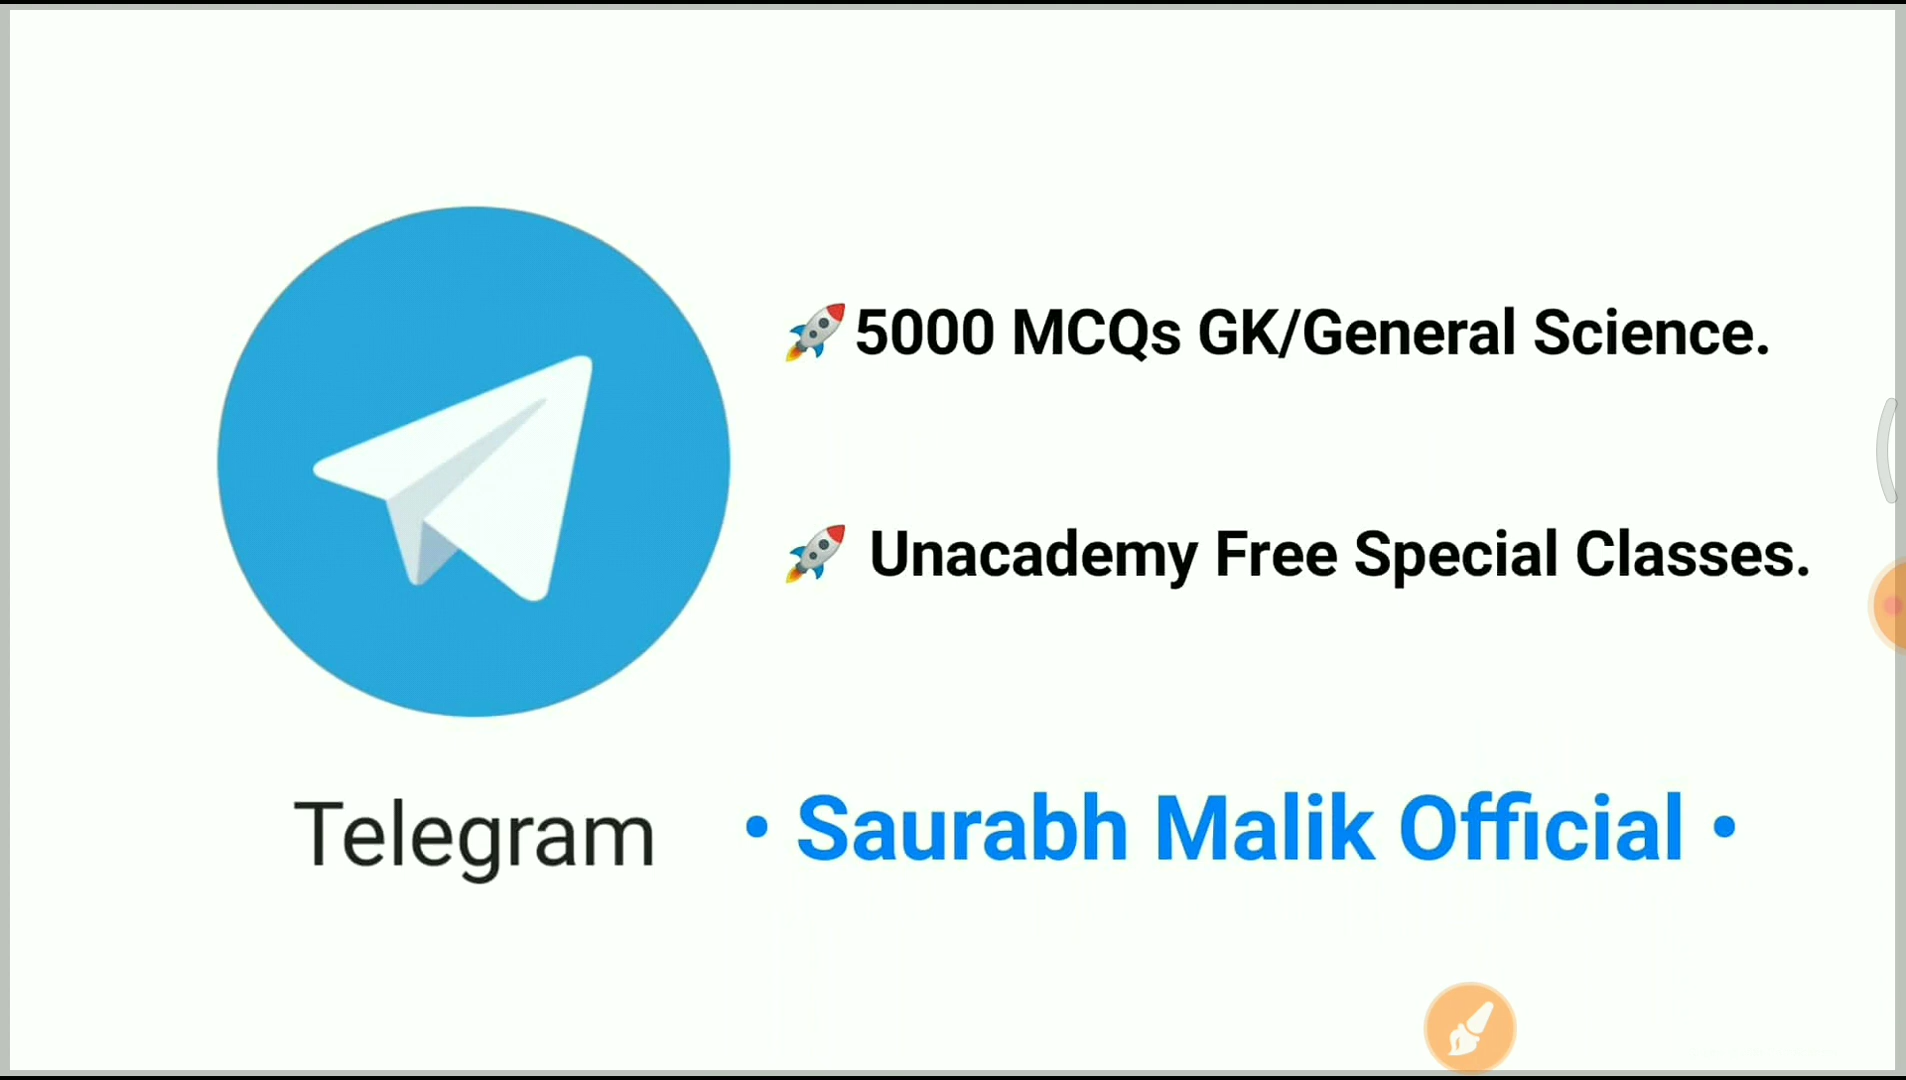 🚀5000 MCQs GK/General Science.
🚀 Unacademy Free Special Classes.
Telegram
• Saurabh Malik Official •